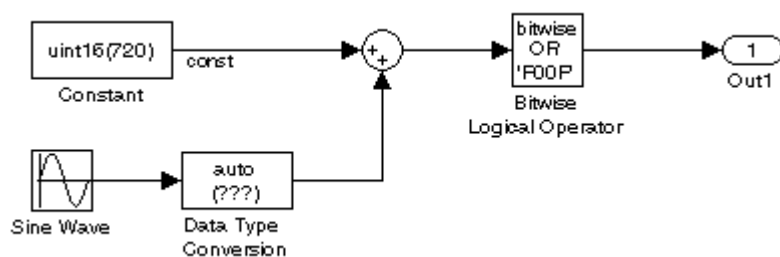 uint16(720)
const
Constant
+
+
bitwise
OR
'F00F'
Bitwise
Logical Operator
1
Out1
Sine Wave
auto
(???)
Data Type
Conversion